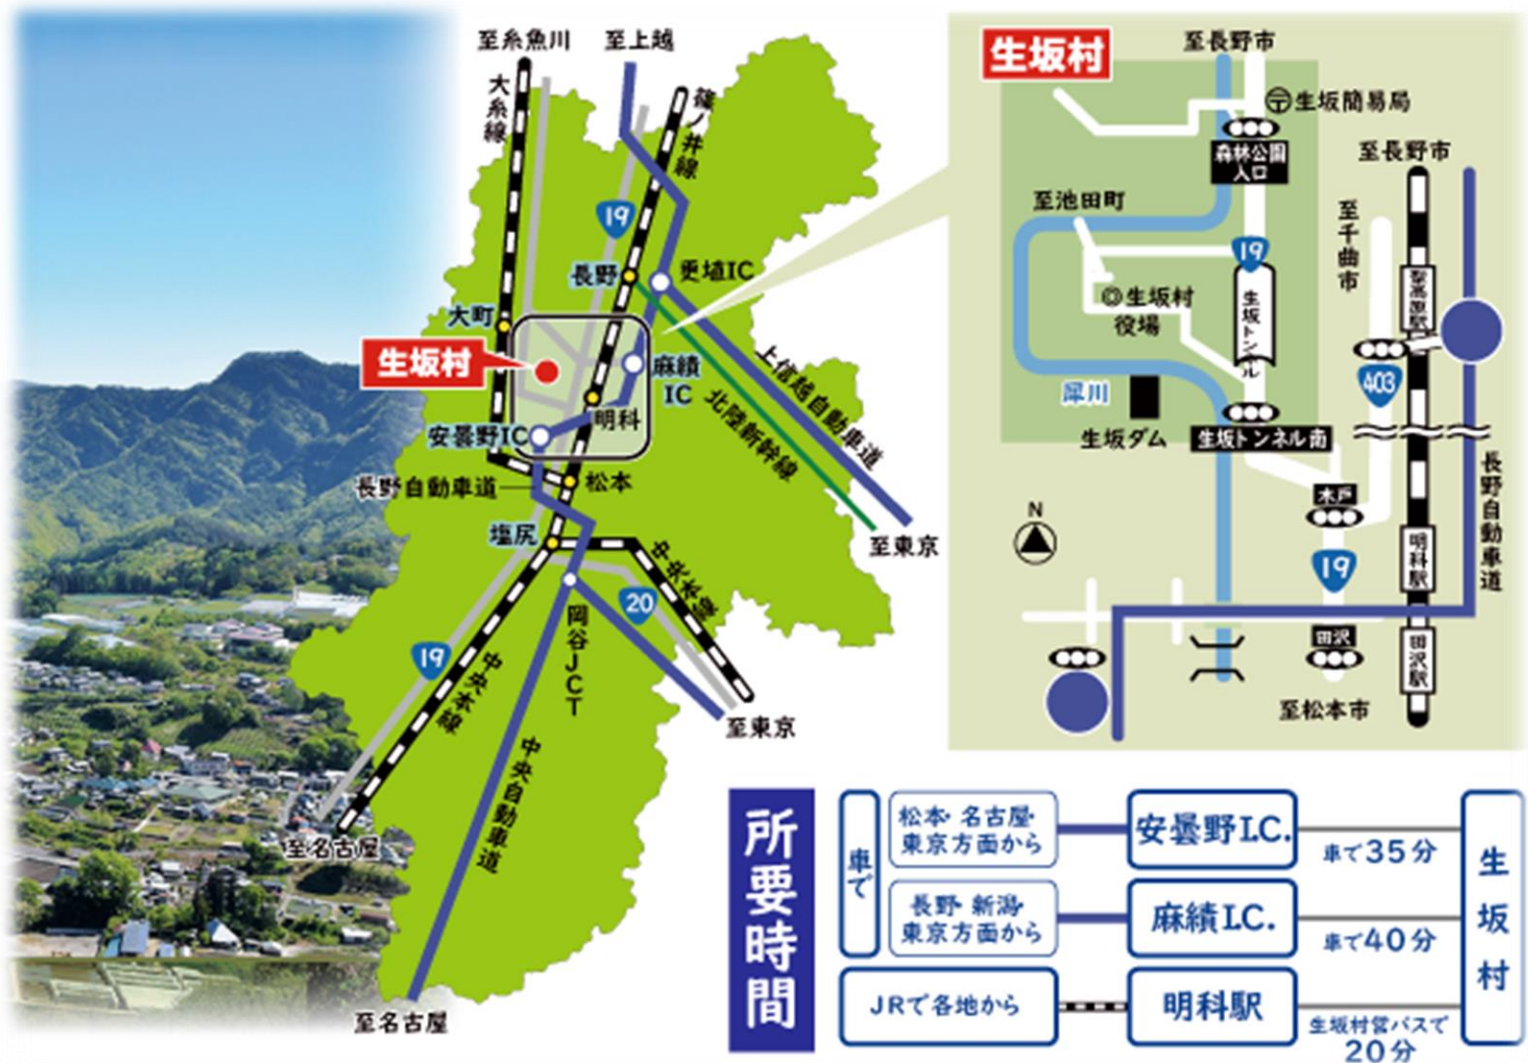 至糸魚川
至上越
大糸線
篠ノ井線
19
長野
更埴IC
大町
生坂村
麻績
IC
明科
安曇野IC
上信越自動車道
北陸新幹線
長野自動車道
松本
塩尻
至東京
中央本線
20
岡谷JCT
19
中央本線
至東京
中央自動車道
至名古屋
至名古屋
生坂村
至長野市
〶生坂簡易局
森林公園
入口
至長野市
至池田町
至千曲市
19
◎生坂村
役場
生坂トンネル
聖高原駅
403
犀川
生坂ダム
生坂トンネル南
長野自動車道
木戸
N
明科駅
19
田沢
田沢駅
至松本市
所要時間
車で
松本・名古屋・
東京方面から
安曇野I.C.
車で35分
長野・新潟・
東京方面から
麻績I.C.
車で40分
JRで各地から
明科駅
生坂村営バスで
20分
生坂村